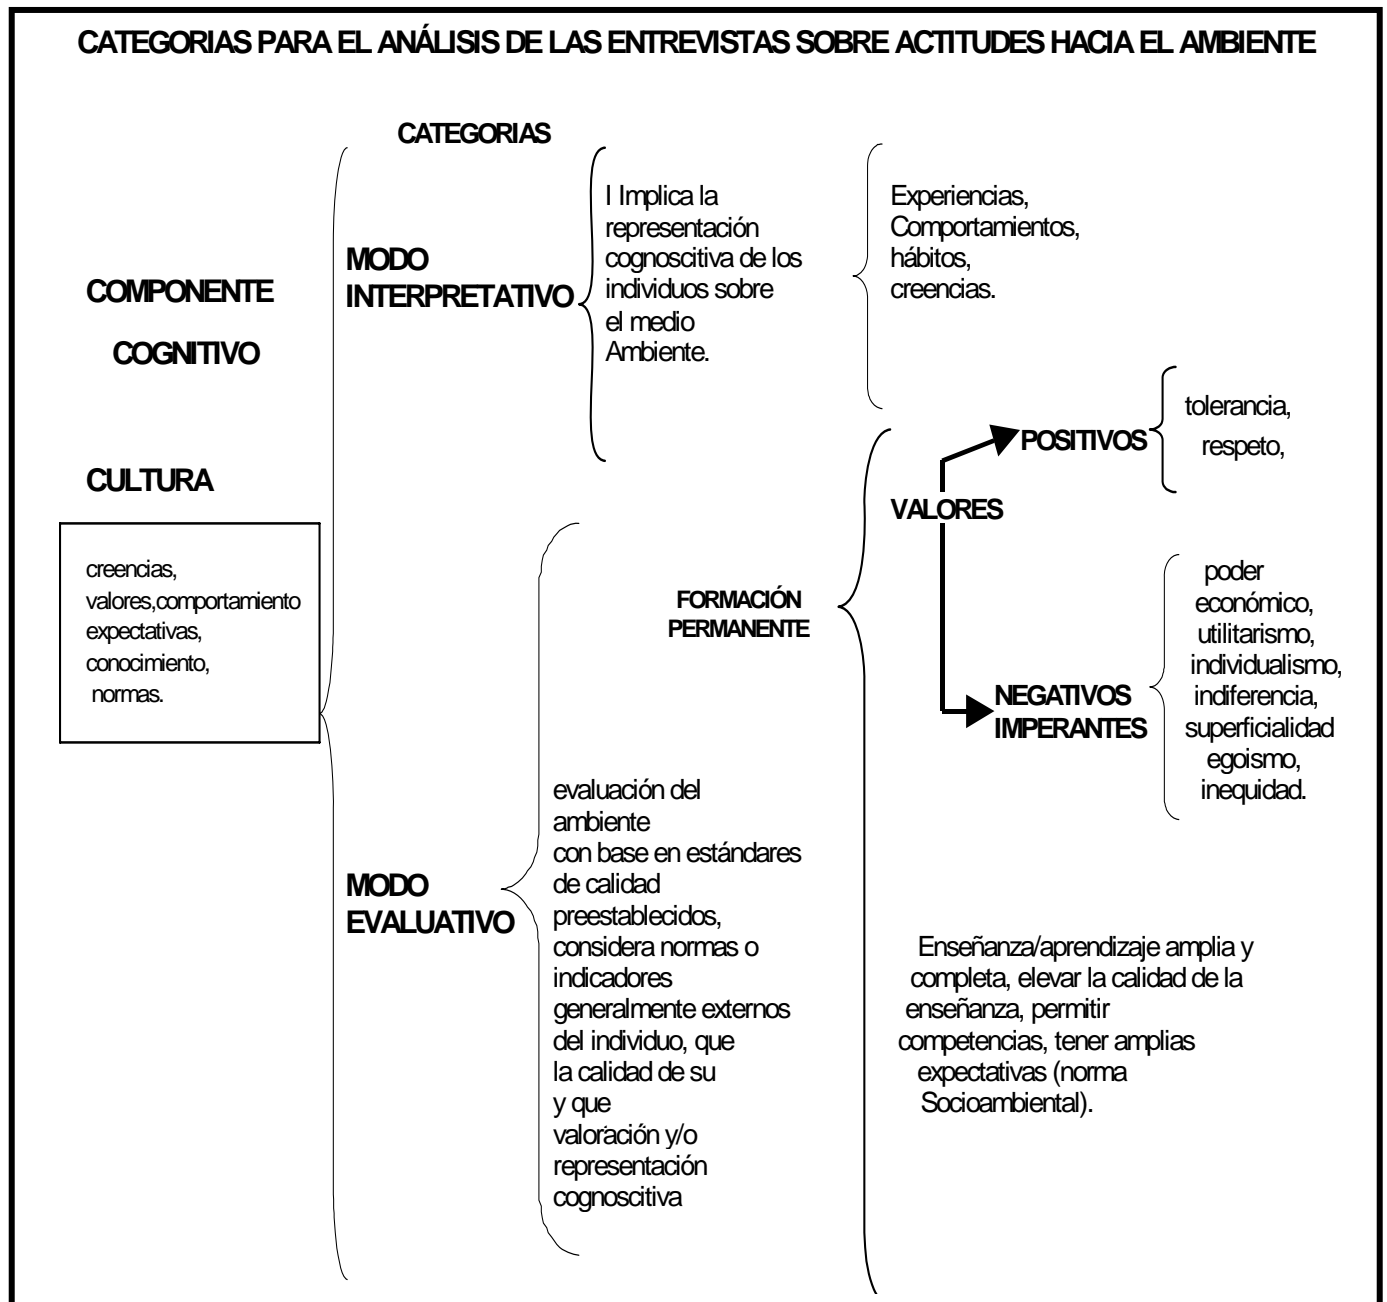 CATEGORIAS PARA EL ANÁLISIS DE LAS ENTREVISTAS SOBRE ACTITUDES HACIA EL AMBIENTE
CATEGORIAS
COMPONENTE
COGNITIVO
CULTURA
creencias,
valores,comportamiento
expectativas,
conocimiento,
normas.
MODO
INTERPRETATIVO
I Implica la
representación
cognoscitiva de los
individuos sobre
el medio
Ambiente.
Experiencias,
Comportamientos,
hábitos,
creencias.
MODO
EVALUATIVO
evaluación del
ambiente
con base en estándares
de calidad
preestablecidos,
considera normas o
indicadores
generalmente externos
del individuo, que
la calidad de su
y que
valoración y/o
representación
cognoscitiva
FORMACIÓN
PERMANENTE
VALORES
POSITIVOS
tolerancia,
respeto,
NEGATIVOS
IMPERANTES
poder
económico,
utilitarismo,
individualismo,
indiferencia,
superficialidad
egoismo,
inequidad.
Enseñanza/aprendizaje amplia y
completa, elevar la calidad de la
enseñanza, permitir
competencias, tener amplias
expectativas (norma
Socioambiental).